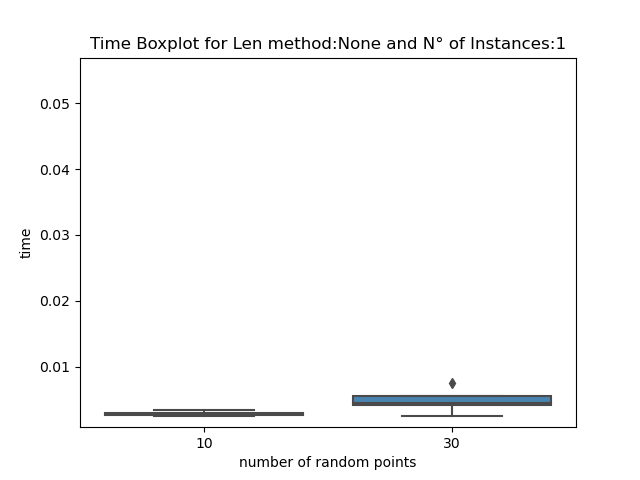 Time Boxplot for Len method:None and N° of Instances:1
0.05
0.04
0.03
0.02
0.01
time
10 30
number of random points